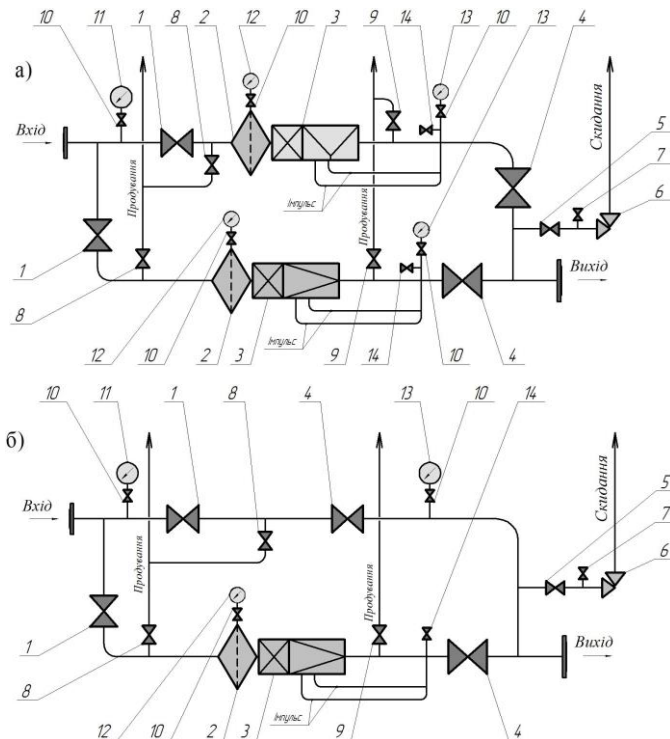 10 11 1 8 2 12 10 3 9 14 13 10 13 4
а)
Вхід
Продування
Продування
Скидання
5
7
6
Імпульс
1
Вихід
Імпульс
8
12 10 2 3 9 14 10 4
10 11 1 8 4 13 10 14
б)
Вхід
Продування
Продування
Скидання
5
7
6
1
Вихід
Імпульс
8
12 10 2 3 9 4